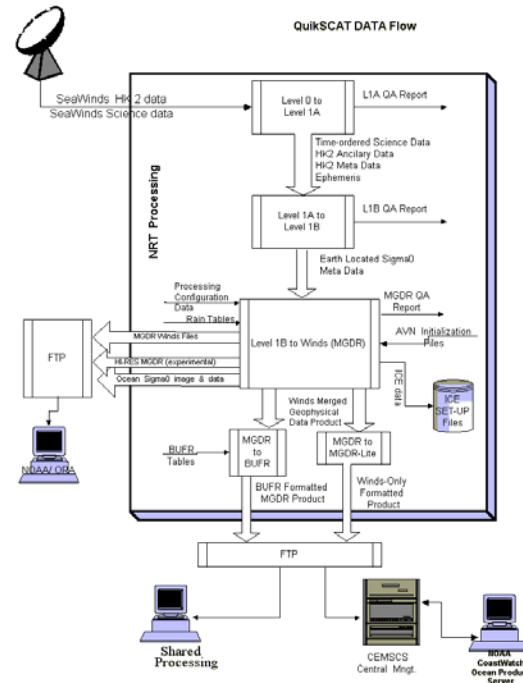 QuikSCAT DATA Flow
SeaWinds HK 2 data
SeaWinds Science data
Level 0 to
Level 1A
L1A QA Report
Time-ordered Science Data
HK2 Ancilary Data
HK2 Meta Data
Ephemeris
NRT Processing
Level 1A to
Level 1B
L1B QA Report
Earth Located Sigma0
Meta Data
Processing
Configuration
Data
Rain Tables
MGDR QA
Report
Level 1B to Winds (MGDR)
AVN Initialization
Files
FTP
MGDR Winds Files
HI-RES MGDR (experimental)
Ocean Sigma0 image & data
ICE data
ICE
SET-UP
Files
Winds Merged
Geophysical
Data Product
NOAA/ ORA
BUFR
Tables
MGDR
to
BUFR
MGDR to
MGDR-Lite
BUFR Formatted
MGDR Product
Winds-Only
Formatted
Product
FTP
Shared
Processing
CEMSCS
Central Mngt.
NOAA
CoastWatch
Ocean Product
Server